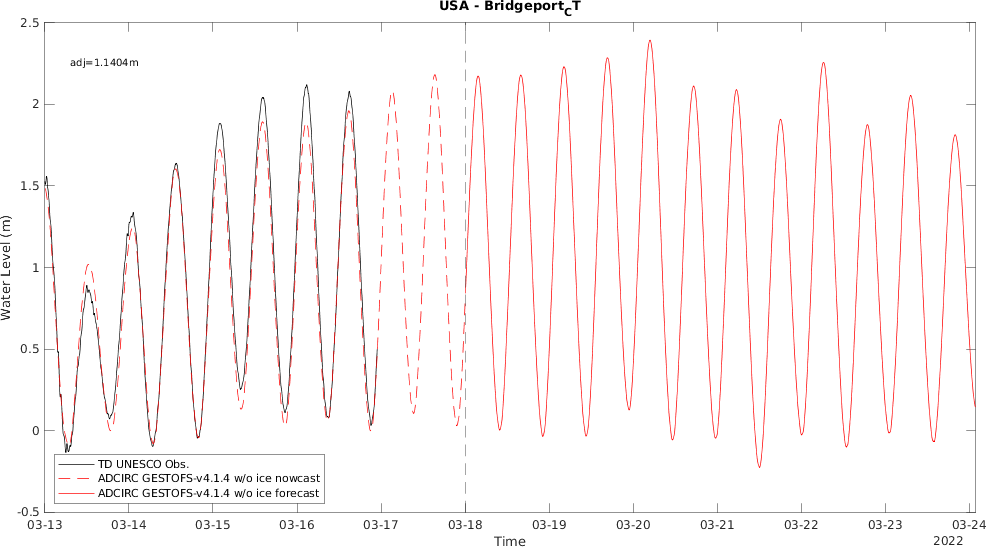 USA - Bridgeport_CT
adj=1.1404m
2.5
2
1.5
1
0.5
0
-0.5
Water Level (m)
TD UNESCO Obs.
ADCIRC GESTOFS-v4.1.4 w/o ice nowcast
ADCIRC GESTOFS-v4.1.4 w/o ice forecast
03-13 03-14 03-15 03-16 03-17 03-18 03-19 03-20 03-21 03-22 03-23 03-24
Time
2022